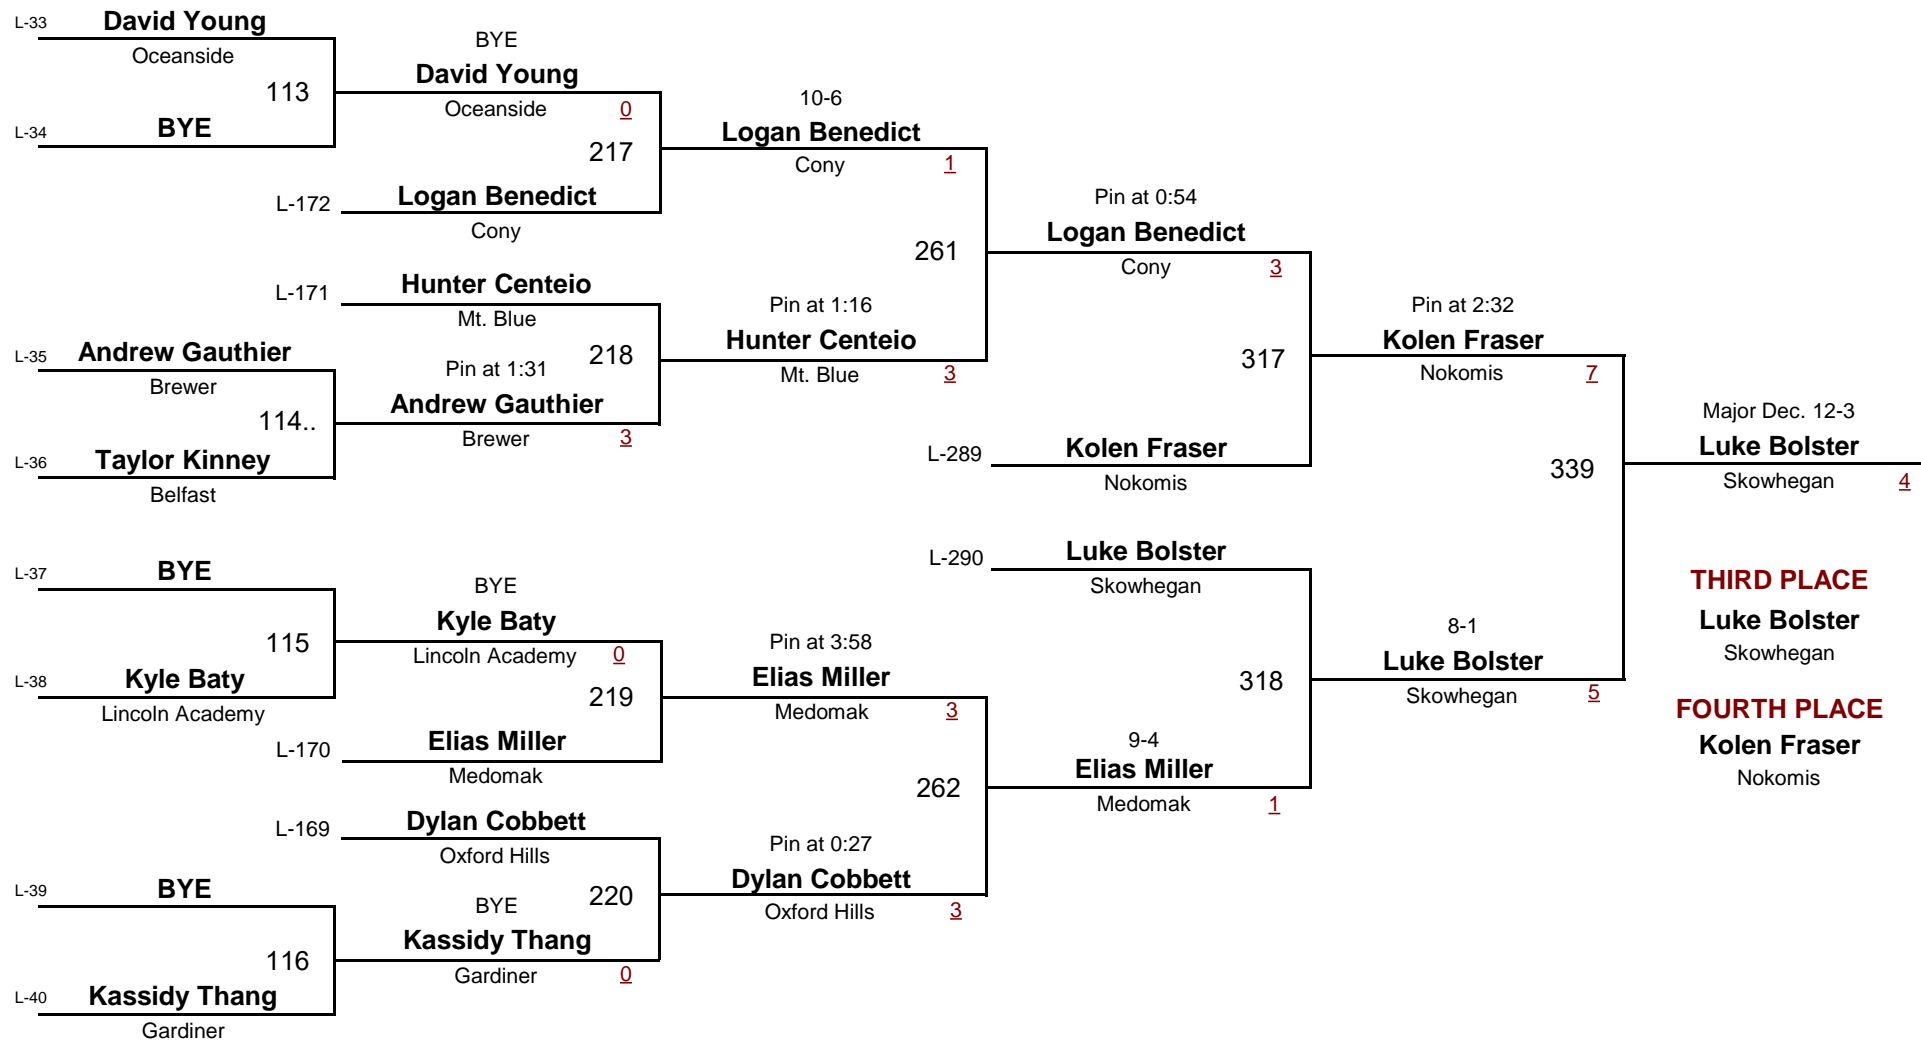 L-33 David Young
Oceanside
113
L-34 BYE
BYE
David Young
Oceanside 0
217
L-172 Logan Benedict
Cony
10-6
Logan Benedict
Cony 1
L-171 Hunter Centeio
Mt. Blue
218
L-35 Andrew Gauthier
Brewer
114..
L-36 Taylor Kinney
Belfast
Pin at 1:31
Andrew Gauthier
Brewer 3
Pin at 1:16
Hunter Centeio
Mt. Blue 3
261
Pin at 0:54
Logan Benedict
Cony 3
317
L-289 Kolen Fraser
Nokomis
Pin at 2:32
Kolen Fraser
Nokomis 7
339
Major Dec. 12-3
Luke Bolster
Skowhegan 4
L-37 BYE
115
L-38 Kyle Baty
Lincoln Academy
BYE
Kyle Baty
Lincoln Academy 0
219
L-170 Elias Miller
Medomak
Pin at 3:58
Elias Miller
Medomak 3
L-169 Dylan Cobbett
Oxford Hills
220
L-39 BYE
116
L-40 Kassidy Thang
Gardiner
BYE
Kassidy Thang
Gardiner 0
Pin at 0:27
Dylan Cobbett
Oxford Hills 3
262
L-290 Luke Bolster
Skowhegan
318
9-4
Elias Miller
Medomak 1
8-1
Luke Bolster
Skowhegan 5
THIRD PLACE
Luke Bolster
Skowhegan
FOURTH PLACE
Kolen Fraser
Nokomis